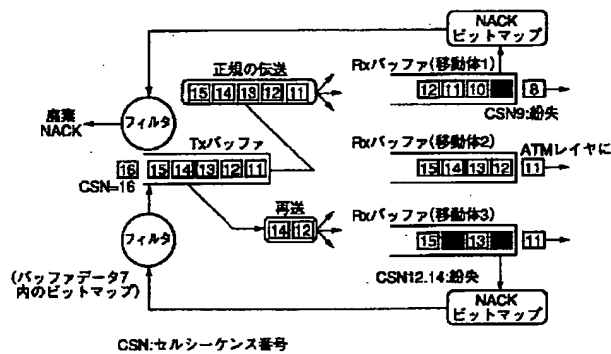 NACK
ビットマップ
正規の伝送
15 14 13 12 11
Rxバッファ(移動体1)
12 11 10
8
CSN9:紛失
廃棄
NACK
フィルタ
Txバッファ
16
15 14 13 12 11
CSN=16
Rxバッファ(移動体2)
15 14 13 12
ATMレイヤに
11
再送
14 12
Rxバッファ(移動体3)
15 13
11
フィルタ
(バッファデータ7
内のビットマップ)
CSN12.14:紛失
NACK
ビットマップ
CSN:セルシーケンス番号